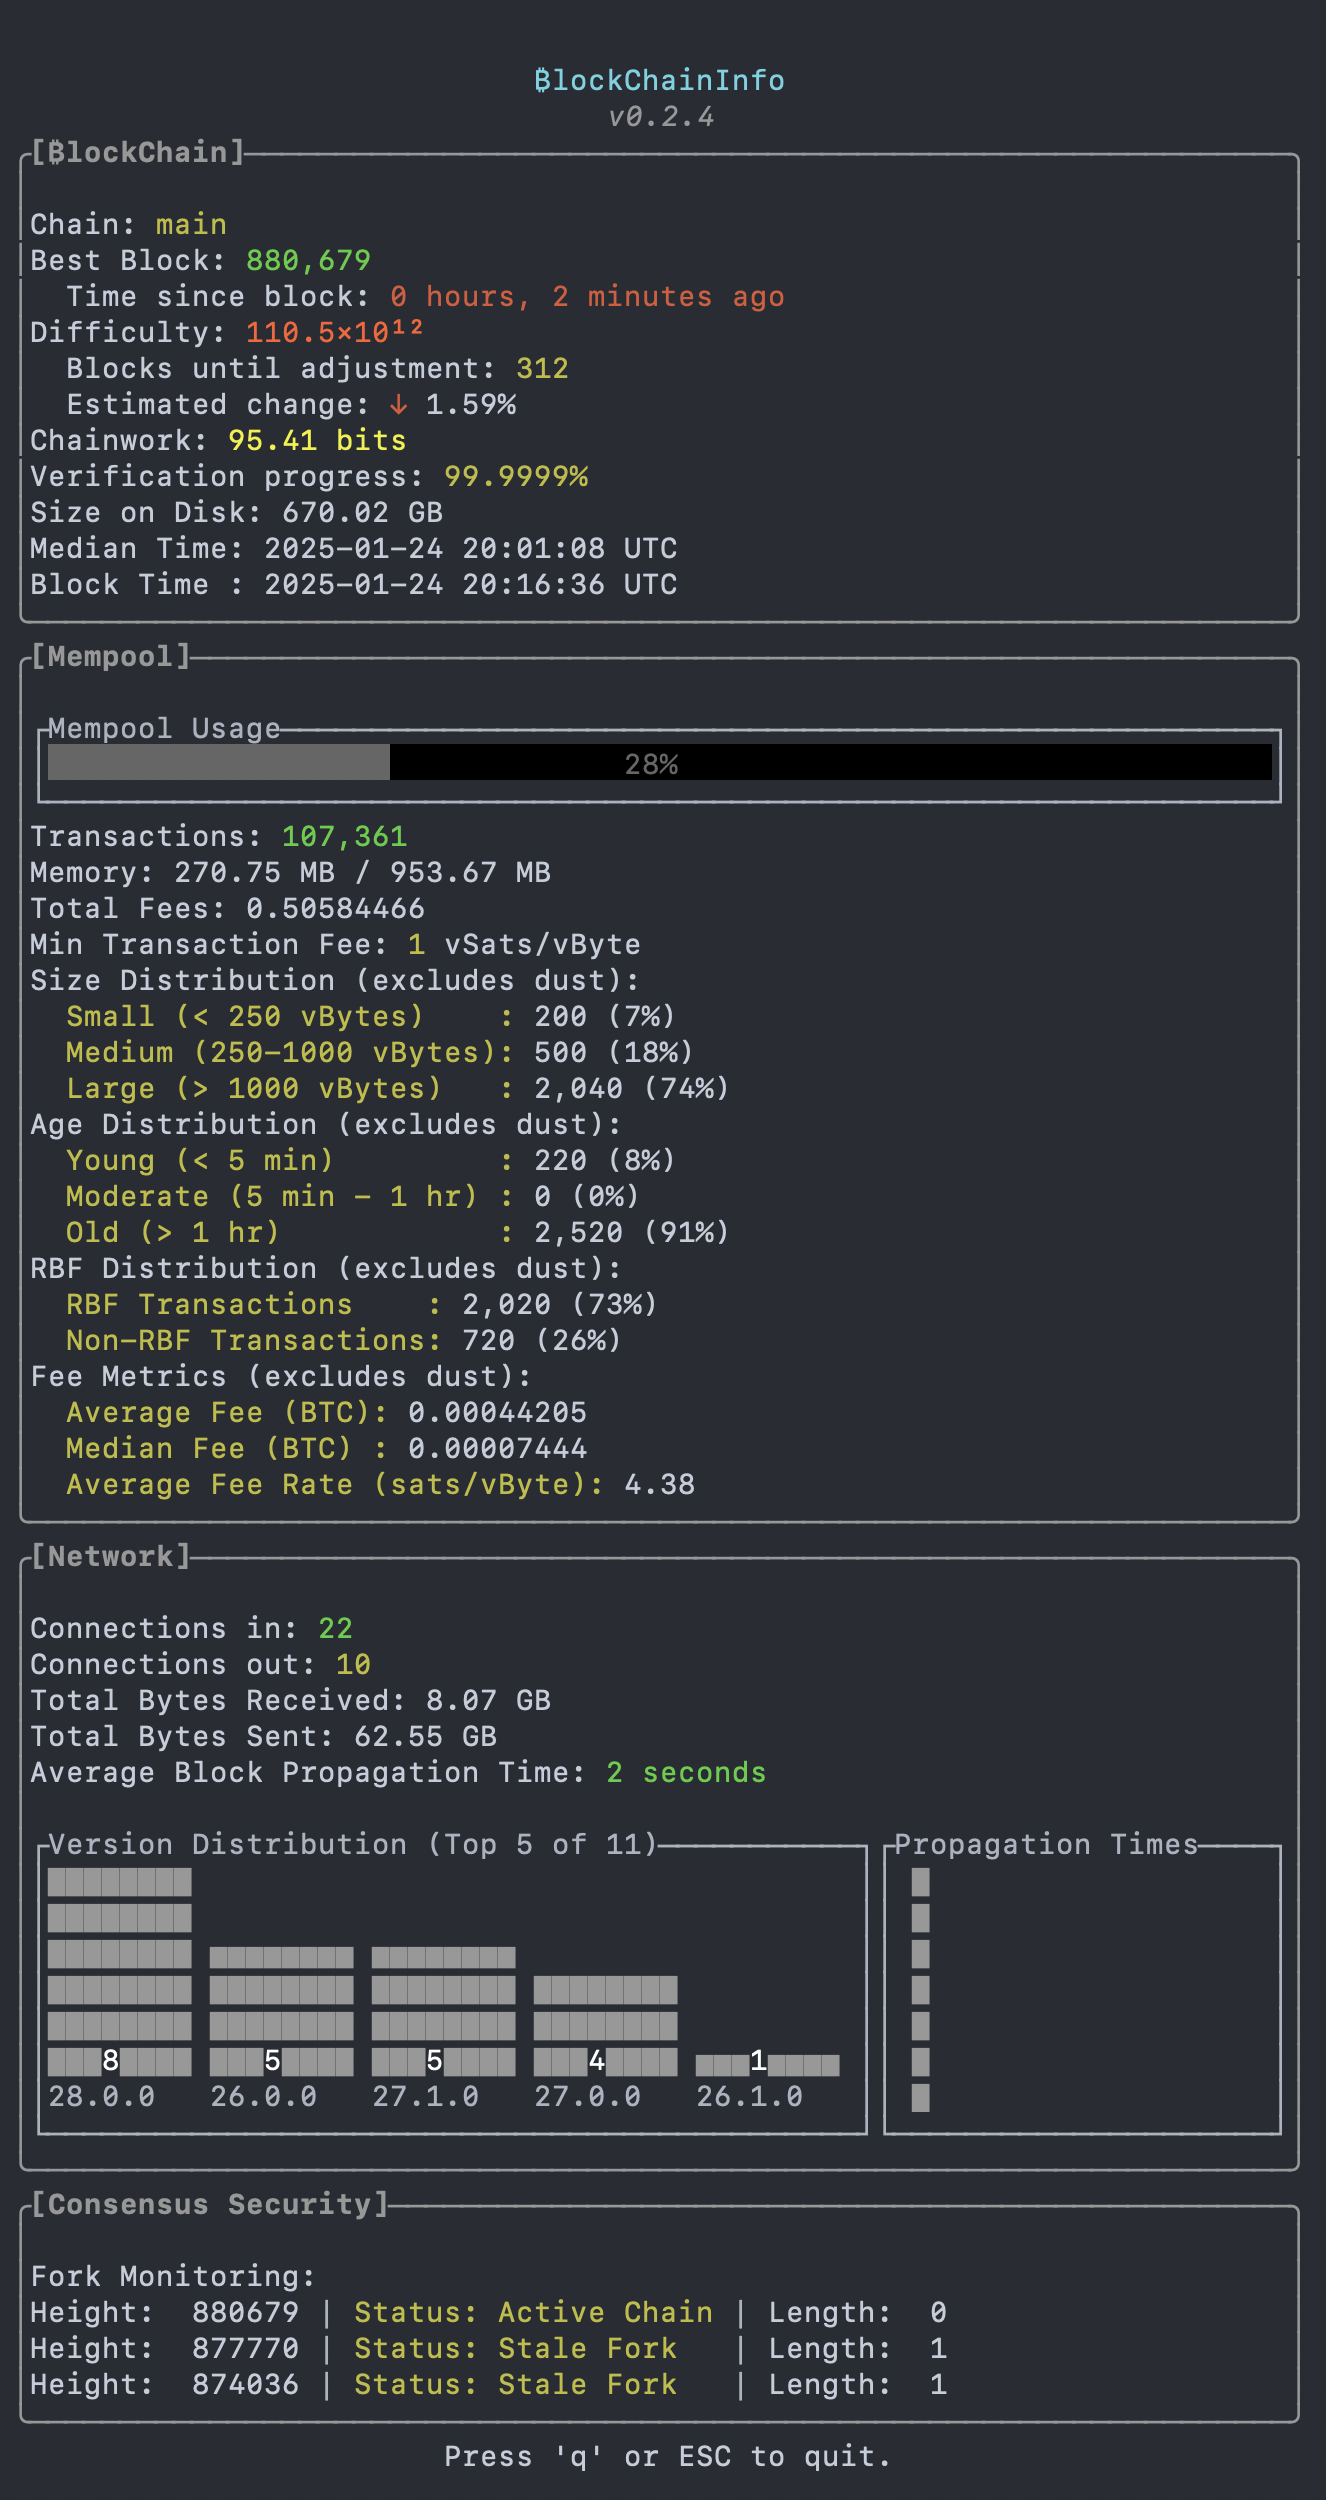 ₿lockChainInfo
v0.2.4
[₿lockChain]
Chain: main
Best Block: 880,679
Time since block: 0 hours, 2 minutes ago
Difficulty: 110.5×10¹²
Blocks until adjustment: 312
Estimated change: ↓ 1.59%
Chainwork: 95.41 bits
Verification progress: 99.9999%
Size on Disk: 670.02 GB
Median Time: 2025-01-24 20:01:08 UTC
Block Time : 2025-01-24 20:16:36 UTC
[Mempool]
Mempool Usage
28%
Transactions: 107,361
Memory: 270.75 MB / 953.67 MB
Total Fees: 0.50584466
Min Transaction Fee: 1 vSats/vByte
Size Distribution (excludes dust):
Small (< 250 vBytes)    : 200 (7%)
Medium (250-1000 vBytes): 500 (18%)
Large (> 1000 vBytes)   : 2,040 (74%)
Age Distribution (excludes dust):
Young (< 5 min)         : 220 (8%)
Moderate (5 min - 1 hr) : 0 (0%)
Old (> 1 hr)            : 2,520 (91%)
RBF Distribution (excludes dust):
RBF Transactions    : 2,020 (73%)
Non-RBF Transactions: 720 (26%)
Fee Metrics (excludes dust):
Average Fee (BTC): 0.00044205
Median Fee (BTC) : 0.00007444
Average Fee Rate (sats/vByte): 4.38
[Network]
Connections in: 22
Connections out: 10
Total Bytes Received: 8.07 GB
Total Bytes Sent: 62.55 GB
Average Block Propagation Time: 2 seconds
Version Distribution (Top 5 of 11)
8 5 5 4 1
28.0.0 26.0.0 27.1.0 27.0.0 26.1.0
Propagation Times
[Consensus Security]
Fork Monitoring:
Height:  880679 | Status: Active Chain | Length:  0
Height:  877770 | Status: Stale Fork   | Length:  1
Height:  874036 | Status: Stale Fork   | Length:  1
Press 'q' or ESC to quit.